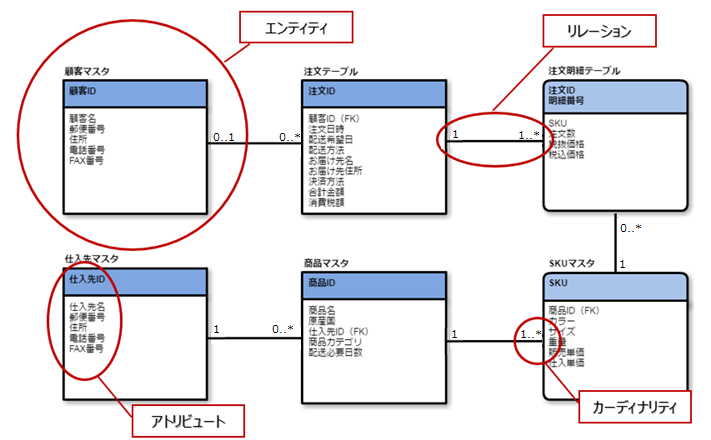 エンティティ
リレーション
顧客マスタ
顧客ID
顧客名
郵便番号
住所
電話番号
FAX番号
0..1
0..*
注文テーブル
注文ID
顧客ID（FK）
注文日時
配送希望日
配送方法
お届け先名
お届け先住所
決済方法
合計金額
消費税額
1
1..*
注文明細テーブル
注文ID
明細番号
SKU
注文数
税抜価格
税込価格
0..*
1
仕入先マスタ
仕入先ID
仕入先名
郵便番号
住所
電話番号
FAX番号
1
0..*
商品マスタ
商品ID
商品名
原産国
仕入先ID（FK）
商品カテゴリ
配送必要日数
1
1..*
SKUマスタ
SKU
商品ID（FK）
カラー
サイズ
重量
販売単価
仕入単価
アトリビュート
カーディナリティ